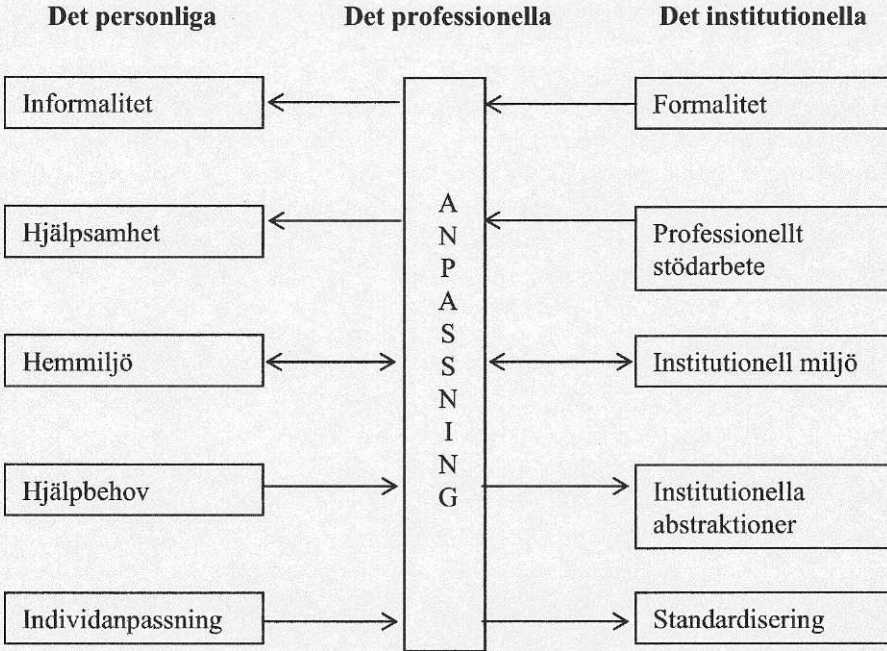 Det personliga Det professionella Det institutionella
Informalitet
Formalitet
Hjälpsamhet
Professionellt
stödarbete
Hemmiljö
Institutionell miljö
Hjälpbehov
Institutionella
abstraktioner
Individanpassning
Standardisering
A
N
P
A
S
S
N
I
N
G